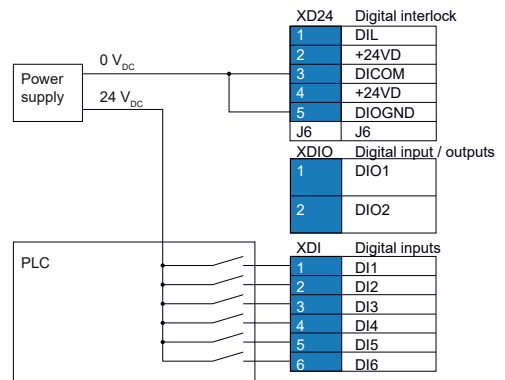 XD24 Digital interlock
1 DIL
2 +24VD
3 DICOM
4 +24VD
5 DIOGND
J6 J6
0 VDC
Power
supply
24 VDC
XDIO Digital input / outputs
1 DIO1
2 DIO2
XDI Digital inputs
PLC
1 DI1
2 DI2
3 DI3
4 DI4
5 DI5
6 DI6